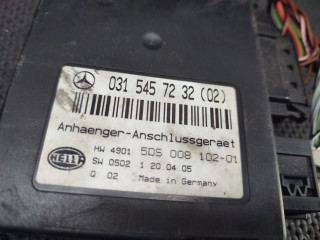 031 545 72 32 (02)
Anhaenger-Anschlussgeraet
HW 4901 5DS 008 102-01
HELLA
SW 0502 1 20.04.05
Q 02 Made in Germany